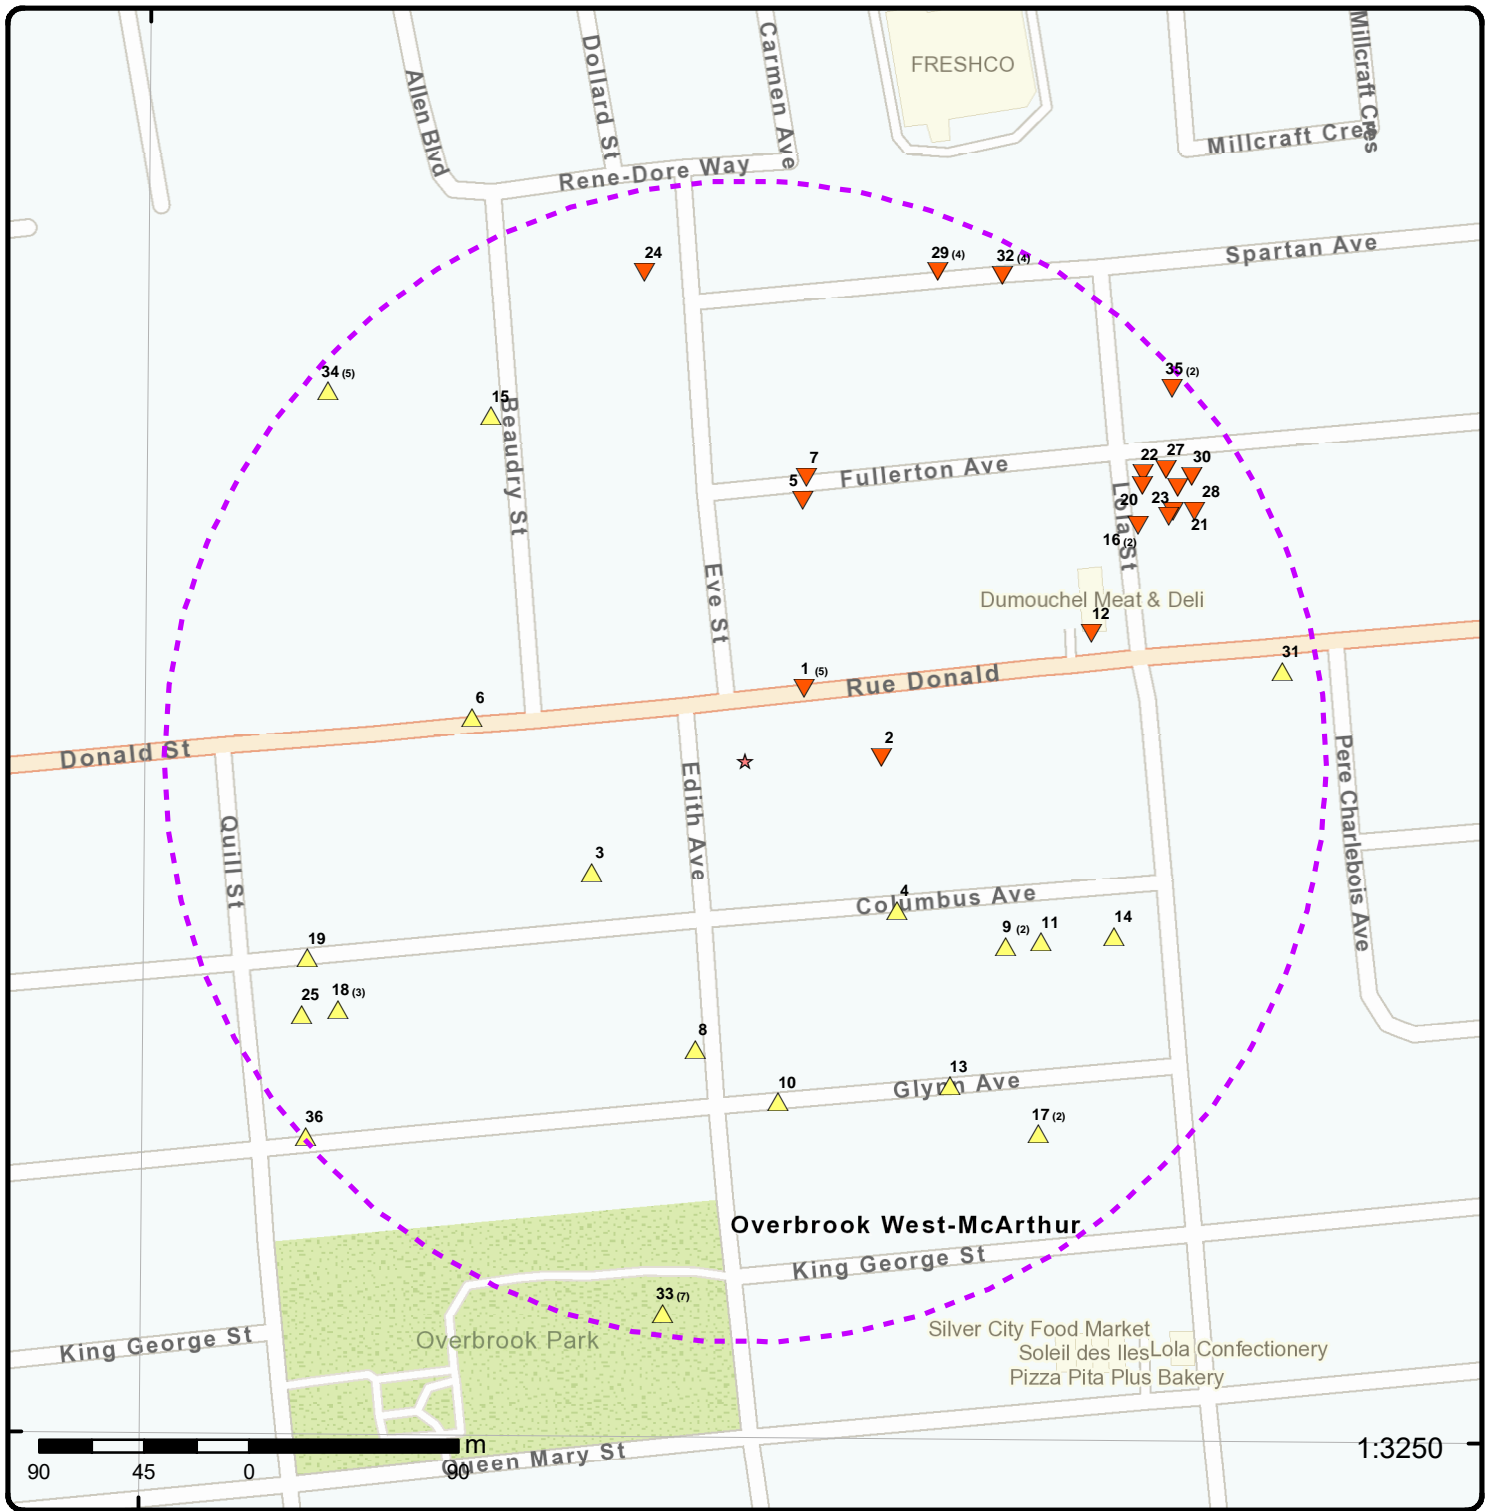 Allen Blvd
Dollard St
Carmen Ave
FRESHCO
Millcraft Cres
Millcraft Cres
Rene-Dore Way
Spartan Ave
24
29 (4)
32 (4)
34 (5)
15
35 (2)
Beaudry St
7
5
Fullerton Ave
22
27
30
20
23
28
21
16 (2)
Lola St
Eve St
Dumouchel Meat & Deli
12
31
1 (5)
Rue Donald
6
2
Donald St
Edith Ave
Pere Charlebois Ave
Quill St
3
4
Columbus Ave
9 (2)
11
14
19
25
18 (3)
8
10
13
Glynn Ave
17 (2)
36
Overbrook West-McArthur
King George St
33 (7)
Overbrook Park
King George St
Silver City Food Market
Soleil des Iles
Lola Confectionery
Pizza Pita Plus Bakery
Queen Mary St
m
90
45
0
90
1:3250